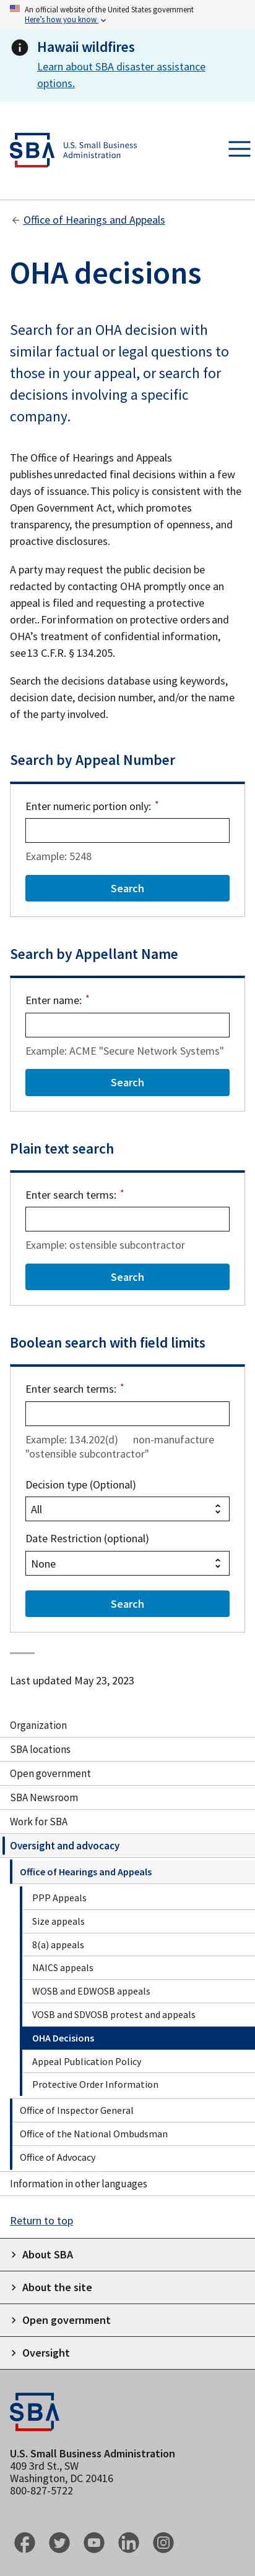 An official website of the United States government
Here's how you know
Hawaii wildfires
Learn about SBA disaster assistance
options.
SBA
U.S. Small Business
Administration
Office of Hearings and Appeals
OHA decisions
Search for an OHA decision with
similar factual or legal questions to
those in your appeal, or search for
decisions involving a specific
company.
The Office of Hearings and Appeals
publishes unredacted final decisions within a few
days of issuance. This policy is consistent with the
Open Government Act, which promotes
transparency, the presumption of openness, and
proactive disclosures.
A party may request the public decision be
redacted by contacting OHA promptly once an
appeal is filed and requesting a protective
order.. For information on protective orders and
OHA's treatment of confidential information,
see 13 C.F.R. § 134.205.
Search the decisions database using keywords,
decision date, decision number, and/or the name
of the party involved.
Search by Appeal Number
Enter numeric portion only: *
Example: 5248
Search
Search by Appellant Name
Enter name: *
Example: ACME "Secure Network Systems"
Search
Plain text search
Enter search terms: *
Example: ostensible subcontractor
Search
Boolean search with field limits
Enter search terms: *
Example: 134.202(d) non-manufacture
"ostensible subcontractor"
Decision type (Optional)
All
Date Restriction (optional)
None
Search
Last updated May 23, 2023
Organization
SBA locations
Open government
SBA Newsroom
Work for SBA
Oversight and advocacy
Office of Hearings and Appeals
PPP Appeals
Size appeals
8(a) appeals
NAICS appeals
WOSB and EDWOSB appeals
VOSB and SDVOSB protest and appeals
OHA Decisions
Appeal Publication Policy
Protective Order Information
Office of Inspector General
Office of the National Ombudsman
Office of Advocacy
Information in other languages
Return to top
About SBA
About the site
Open government
Oversight
SBA
U.S. Small Business Administration
409 3rd St., SW
Washington, DC 20416
800-827-5722